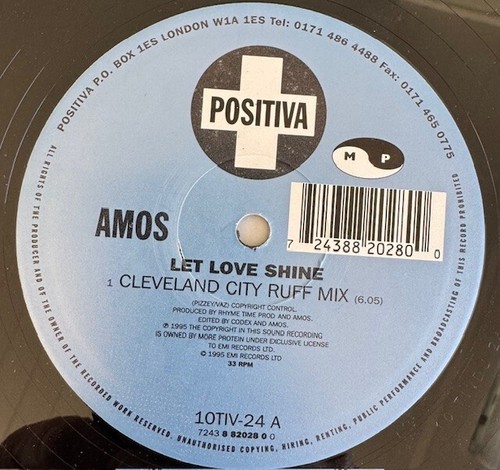 POSITIVA P.O. BOX 1ES LONDON W1A 1ES Tel: 0171 486 4488 Fax: 0171 465 0775
POSITIVA
M P
7 24388 20280 0
AMOS
LET LOVE SHINE
1 CLEVELAND CITY RUFF MIX (6.05)
(PIZZEY/VAZ) COPYRIGHT CONTROL.
PRODUCED BY RHYME TIME PROD AND AMOS.
EDITED BY CODEX AND AMOS.
℗ 1995 THE COPYRIGHT IN THIS SOUND RECORDING
IS OWNED BY MORE PROTEIN UNDER EXCLUSIVE LICENSE
TO EMI RECORDS LTD.
© 1995 EMI RECORDS LTD
33 RPM
10TIV-24 A
7243 8 82028 0 0
ALL RIGHTS OF THE PRODUCER AND OT THE OWNER OF THE RECORDED WORK RESERVED. UNAUTHORISED COPYING, HIRING, RENTING, PUBLIC PERFORMANCE AND BROADCASTING OF THIS RECORD PROHIBITED